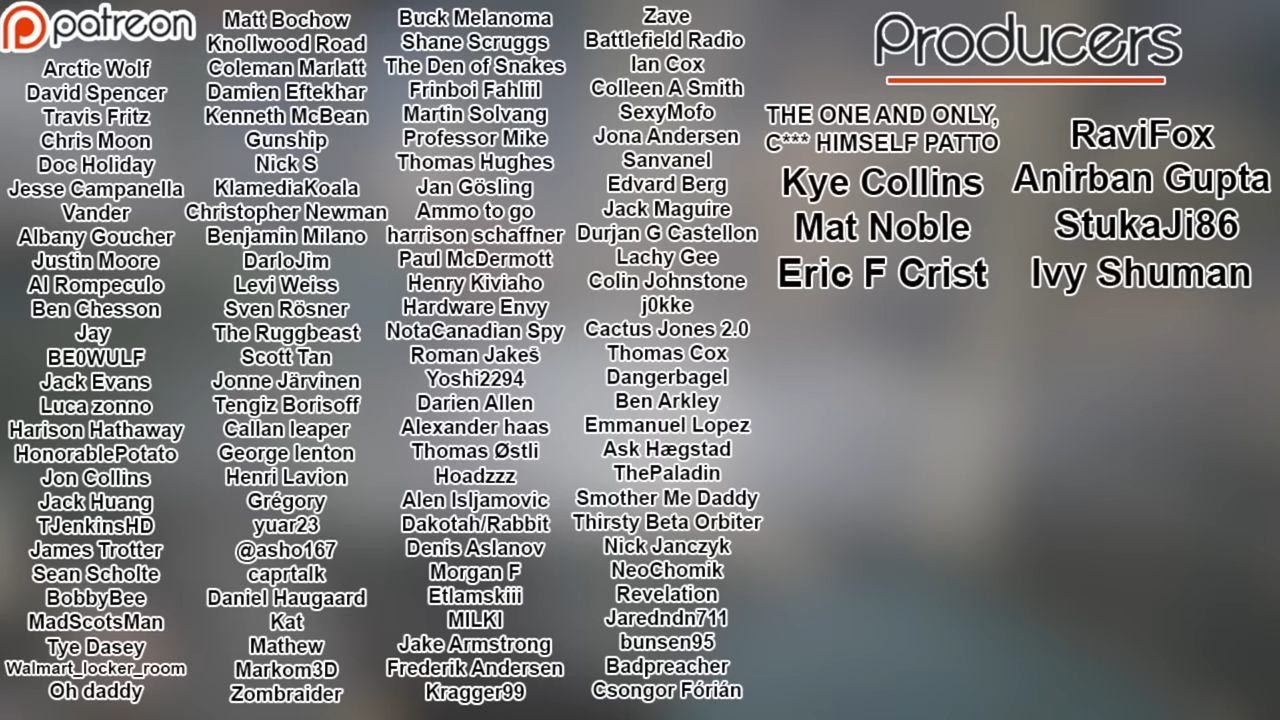 patreon
Arctic Wolf
David Spencer
Travis Fritz
Chris Moon
Doc Holiday
Jesse Campanella
Vander
Albany Goucher
Justin Moore
Al Rompeculo
Ben Chesson
Jay
BE0WULF
Jack Evans
Luca zonno
Harison Hathaway
HonorablePotato
Jon Collins
Jack Huang
TJenkinsHD
James Trotter
Sean Scholte
BobbyBee
MadScotsMan
Tye Dasey
Walmart_locker_room
Oh daddy
Matt Bochow
Knollwood Road
Coleman Marlatt
Damien Eftekhar
Kenneth McBean
Gunship
Nick S
KlamediaKoala
Christopher Newman
Benjamin Milano
DarloJim
Levi Weiss
Sven Rösner
The Ruggbeast
Scott Tan
Jonne Järvinen
Tengiz Borisoff
Callan leaper
George lenton
Henri Lavion
Grégory
yuar23
@asho167
caprtalk
Daniel Haugaard
Kat
Mathew
Markom3D
Zombraider
Buck Melanoma
Shane Scruggs
The Den of Snakes
Frinboi Fahliil
Martin Solvang
Professor Mike
Thomas Hughes
Jan Gösling
Ammo to go
harrison schaffner
Paul McDermott
Henry Kiviaho
Hardware Envy
NotaCanadian Spy
Roman Jakeš
Yoshi2294
Darien Allen
Alexander haas
Thomas Østli
Hoadzzz
Alen Isljamovic
Dakotah/Rabbit
Denis Aslanov
Morgan F
Etlamskiii
MILKI
Jake Armstrong
Frederik Andersen
Kragger99
Zave
Battlefield Radio
Ian Cox
Colleen A Smith
SexyMofo
Jona Andersen
Sanvanel
Edvard Berg
Jack Maguire
Durjan G Castellon
Lachy Gee
Colin Johnstone
j0kke
Cactus Jones 2.0
Thomas Cox
Dangerbagel
Ben Arkley
Emmanuel Lopez
Ask Hægstad
ThePaladin
Smother Me Daddy
Thirsty Beta Orbiter
Nick Janczyk
NeoChomik
Revelation
Jaredndn711
bunsen95
Badpreacher
Csongor Fórián
Producers
THE ONE AND ONLY,
C*** HIMSELF PATTO
Kye Collins
Mat Noble
Eric F Crist
RaviFox
Anirban Gupta
StukaJi86
Ivy Shuman